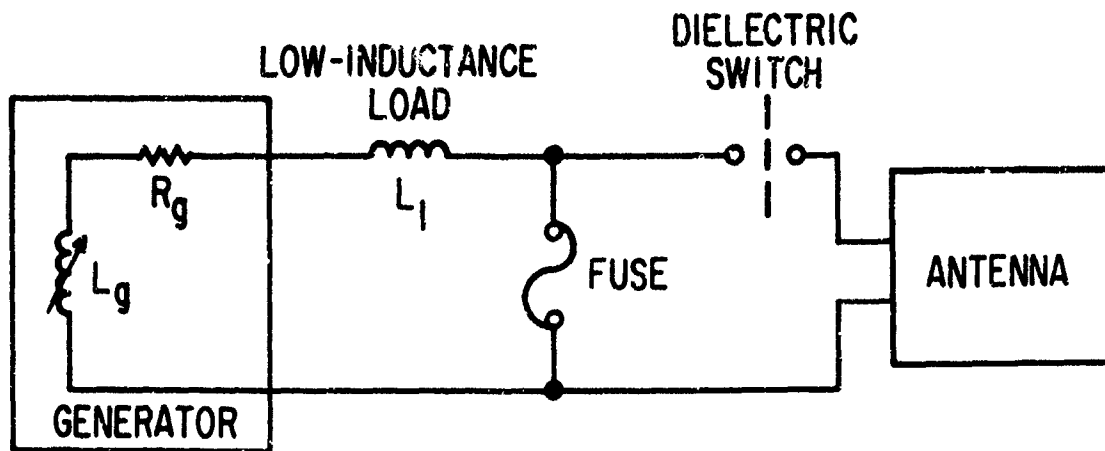 DIELECTRIC
SWITCH
LOW-INDUCTANCE
LOAD
Rg
L1
Lg
FUSE
ANTENNA
GENERATOR